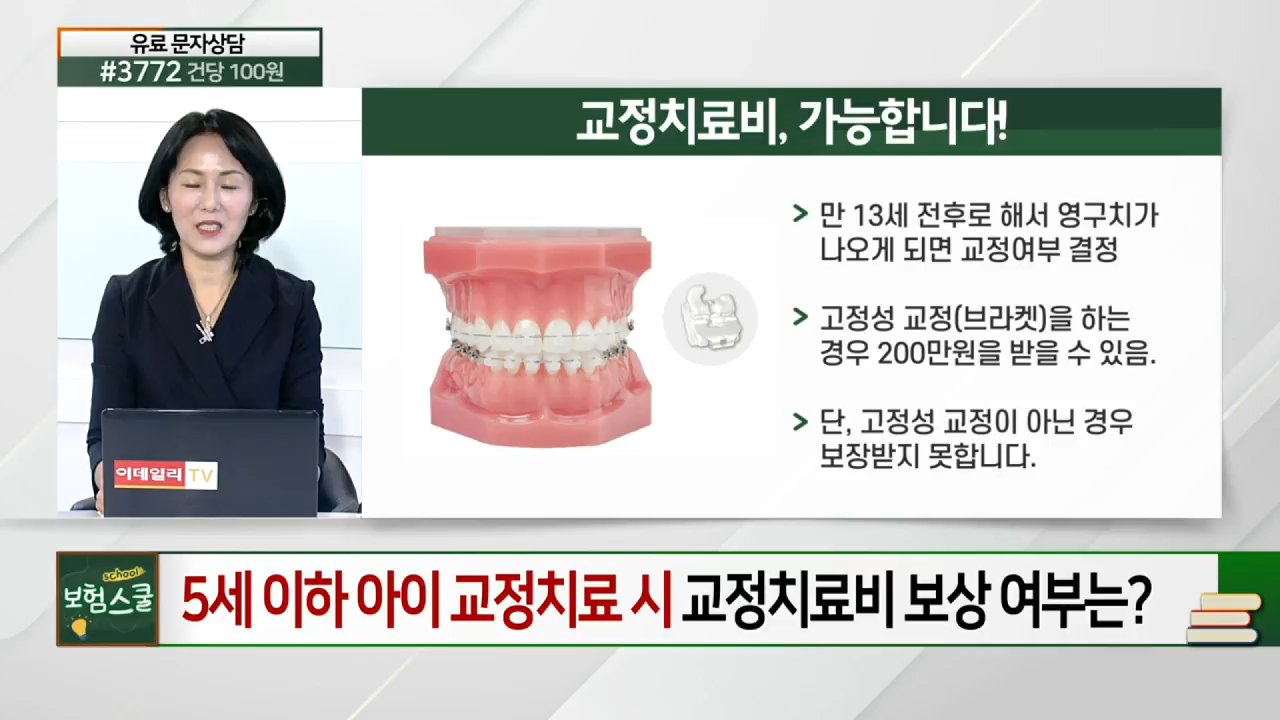 유료 문자상담
#3772 건당 100원
교정치료비, 가능합니다!
만 13세 전후로 해서 영구치가
나오게 되면 교정여부 결정
고정성 교정(브라켓)을 하는
경우 200만원을 받을 수 있음.
단, 고정성 교정이 아닌 경우
보장받지 못합니다.
이데일리 TV
school
보험스쿨
5세 이하 아이 교정치료 시 교정치료비 보상 여부는?